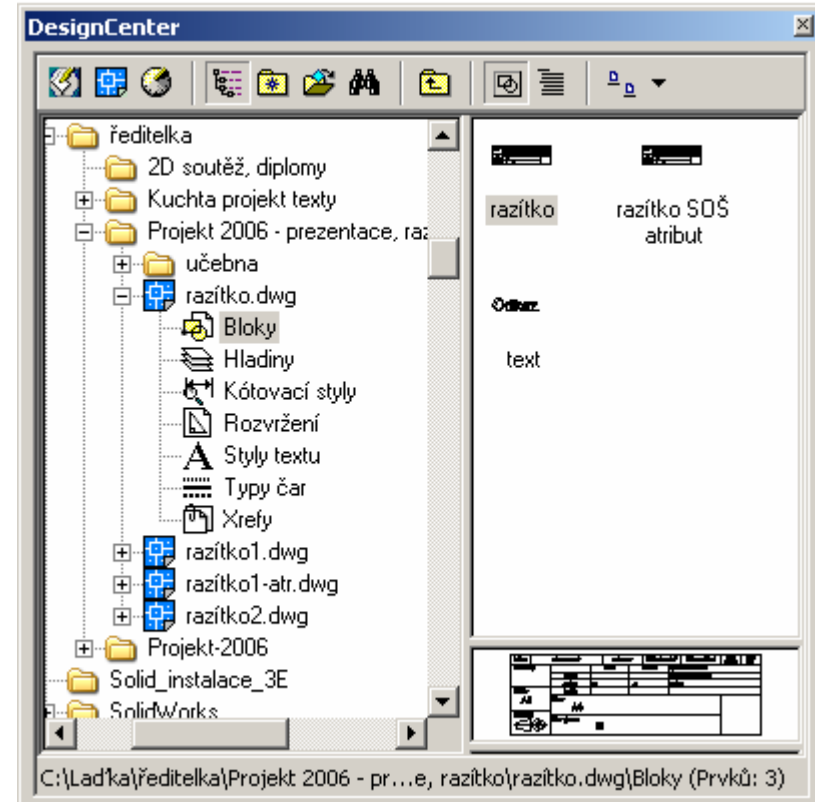 DesignCenter
ředitelka
2D soutěž, diplomy
Kuchta projekt texty
Projekt 2006 - prezentace, raz
učebna
razítko.dwg
Bloky
Hladiny
Kótovací styly
Rozvržení
Styly textu
Typy čar
Xrefy
razítko1.dwg
razítko1-atr.dwg
razítko2.dwg
Projekt-2006
Solid_instalace_3E
SolidWorks
razítko
razítko SOŠ
atribut
text
C:\Laďka\ředitelka\Projekt 2006 - pr...e, razítko\razítko.dwg\Bloky (Prvků: 3)